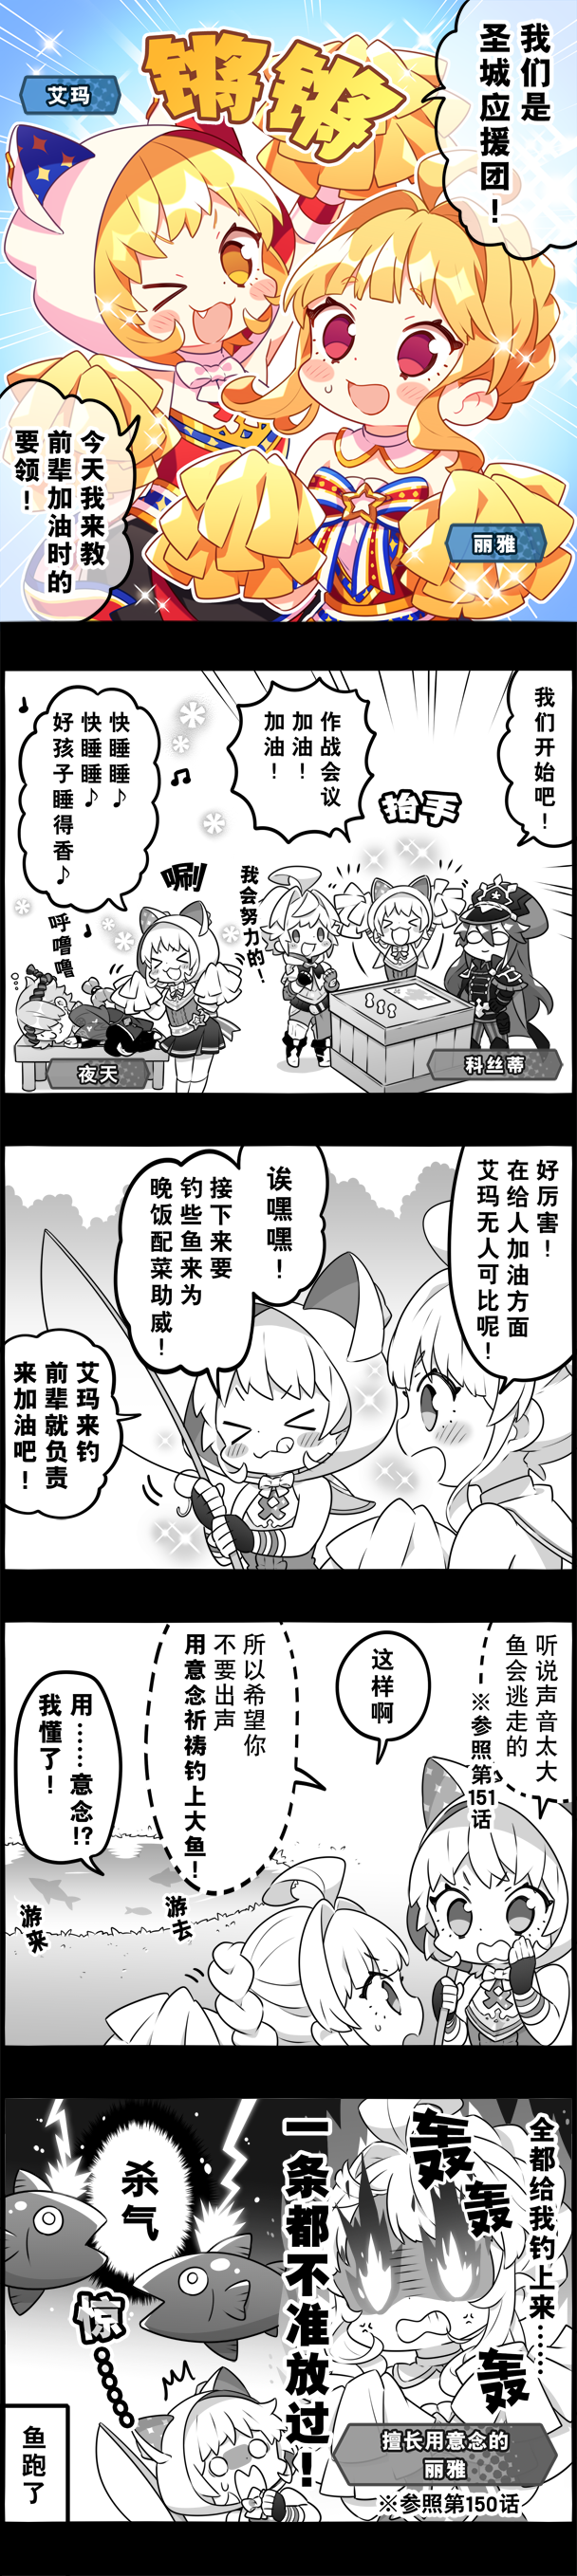 我们是
圣城应援团！
锵锵
艾玛
今天我来教
前辈加油时的
要领！
丽雅
我们开始吧！
作战会议
加油！
加油！
抬手
科丝蒂
我会努力的！
唰
快睡睡♪
快睡睡♪
好孩子睡得香♪
呼噜噜
夜天
好厉害！
在给人加油方面
艾玛无人可比呢！
诶嘿嘿！
接下来要
钓些鱼来为
晚饭配菜助威！
艾玛来钓
前辈就负责
来加油吧！
听说声音太大
鱼会逃走的
※参照第151话
这样啊
所以希望你
不要出声
用意念祈祷钓上大鱼！
用……意念!?
我懂了！
游去
游来
全都给我钓上来……
轰
轰
轰
一条都不准放过！
擅长用意念的
丽雅
※参照第150话
杀气
惊
鱼跑了